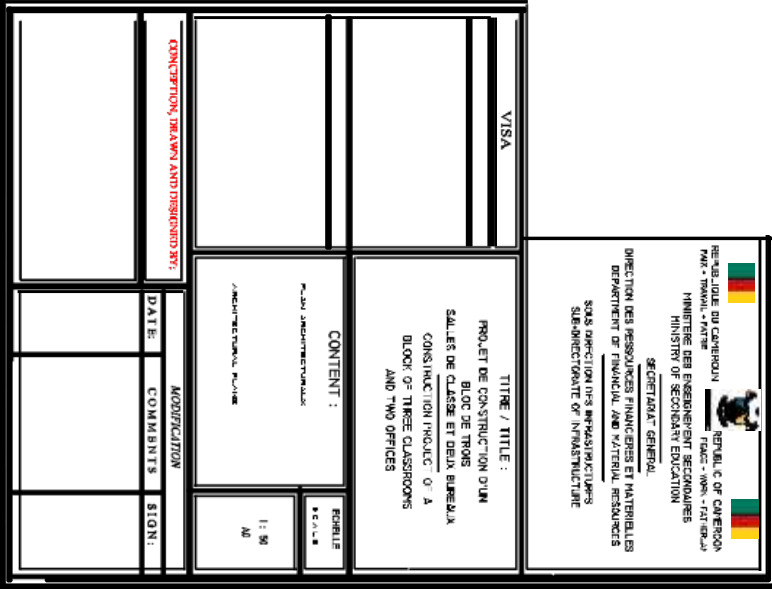 REPUBLIQUE DU CAMEROUN
PAIX - TRAVAIL - PATRIE
REPUBLIC OF CAMEROON
PEACE - WORK - FATHERLAN
MINISTERE DES ENSEIGNEMENT SECONDAIRES
MINISTRY OF SECONDARY EDUCATION
SECRETARIAT GENERAL
DIRECTION DES RESSOURCES FINANCIERES ET MATERIELLES
DEPARTMENT OF FINANCIAL AND MATERIAL RESOURCES
SOUS DIRECTION DES INFRASTRUCTURES
SUB-DIRECTORATE OF INFRASTRUCTURE
VISA
TITRE / TITLE :
PROJET DE CONSTRUCTION D'UN
BLOC DE TROIS
SALLES DE CLASSE ET DEUX BUREAUX
CONSTRUCTION PROJECT OF A
BLOCK OF THREE CLASSROOMS
AND TWO OFFICES
CONTENT :
PLAN ARCHITECTURAUX
ARCHITECTURAL PLANS
ECHELLE
SCALE
1 : 50
A0
CONCEPTION, DRAWN AND DESIGNED BY:
MODIFICATION
DATE:
COMMENTS
SIGN: